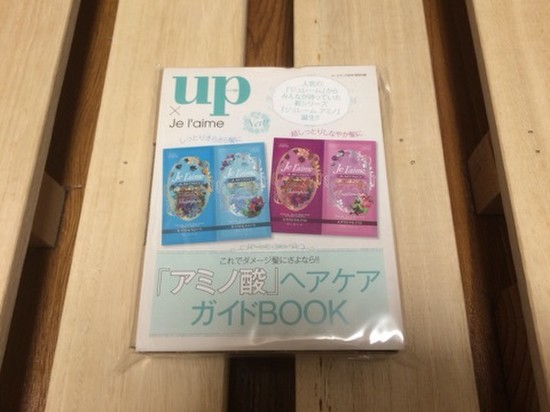 up
×
Je l'aime
人気の
「ジュレーム」から
みんなが待っていた
新シリーズ
「ジュレーム アミノ」
誕生!!
しっとりさらさら髪に
超しっとりしなやか髪に
Je l'aime
Je l'aime
Je l'aime
Je l'aime
これでダメージ髪にさよなら!!
『アミノ酸』ヘアケア
ガイドBOOK